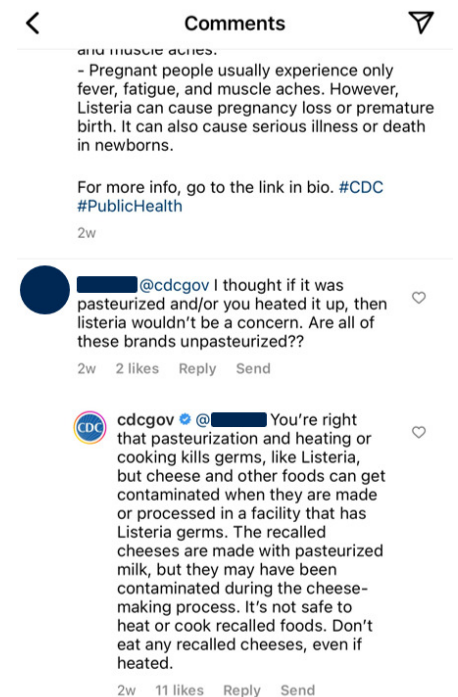 Comments
and muscle aches.
- Pregnant people usually experience only
fever, fatigue, and muscle aches. However,
Listeria can cause pregnancy loss or premature
birth. It can also cause serious illness or death
in newborns.
For more info, go to the link in bio. #CDC
#PublicHealth
2w
@cdcgov I thought if it was
pasteurized and/or you heated it up, then
listeria wouldn’t be a concern. Are all of
these brands unpasteurized??
2w 2 likes Reply Send
CDC
cdcgov @ You’re right
that pasteurization and heating or
cooking kills germs, like Listeria,
but cheese and other foods can get
contaminated when they are made
or processed in a facility that has
Listeria germs. The recalled
cheeses are made with pasteurized
milk, but they may have been
contaminated during the cheese-
making process. It’s not safe to
heat or cook recalled foods. Don’t
eat any recalled cheeses, even if
heated.
2w 11 likes Reply Send